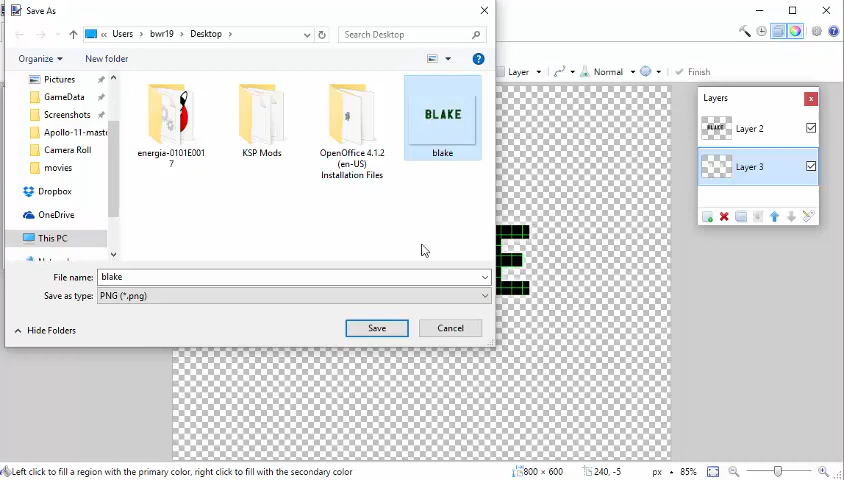 Save As
« Users > bwr19 > Desktop >
Search Desktop
Organize
New folder
Pictures
GameData
Screenshots
Apollo-11-maste
Camera Roll
movies
Dropbox
OneDrive
This PC
energia-0101E001
7
KSP Mods
OpenOffice 4.1.2
(en-US)
Installation Files
BLAKE
blake
File name:
blake
Save as type:
PNG (*.png)
Hide Folders
Save
Cancel
Layer
Normal
Finish
Layers
BLAKE
Layer 2
Layer 3
E
Left click to fill a region with the primary color, right click to fill with the secondary color
800 × 600
240, -5
px
85%